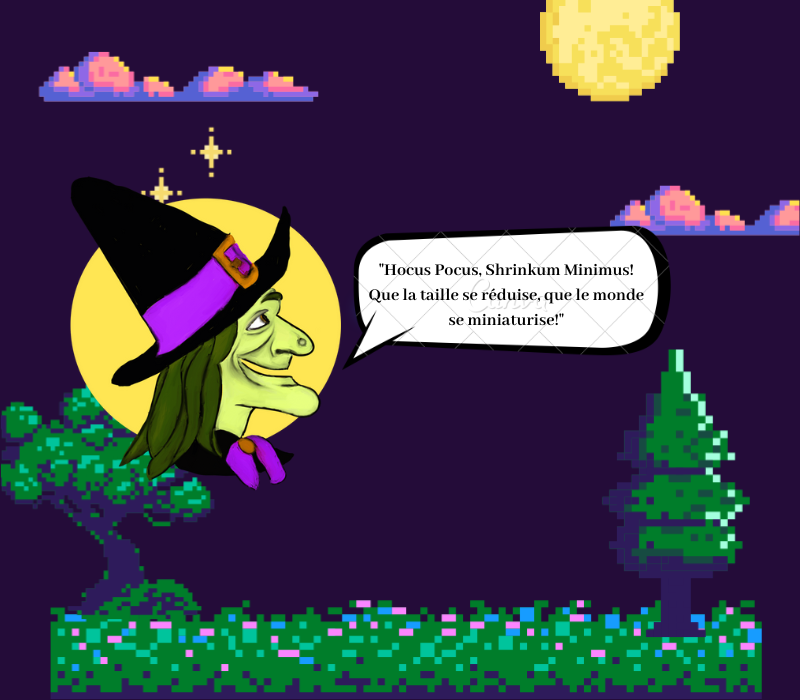 "Hocus Pocus, Shrinkum Minimus!
Que la taille se réduise, que le monde
se miniaturise!"